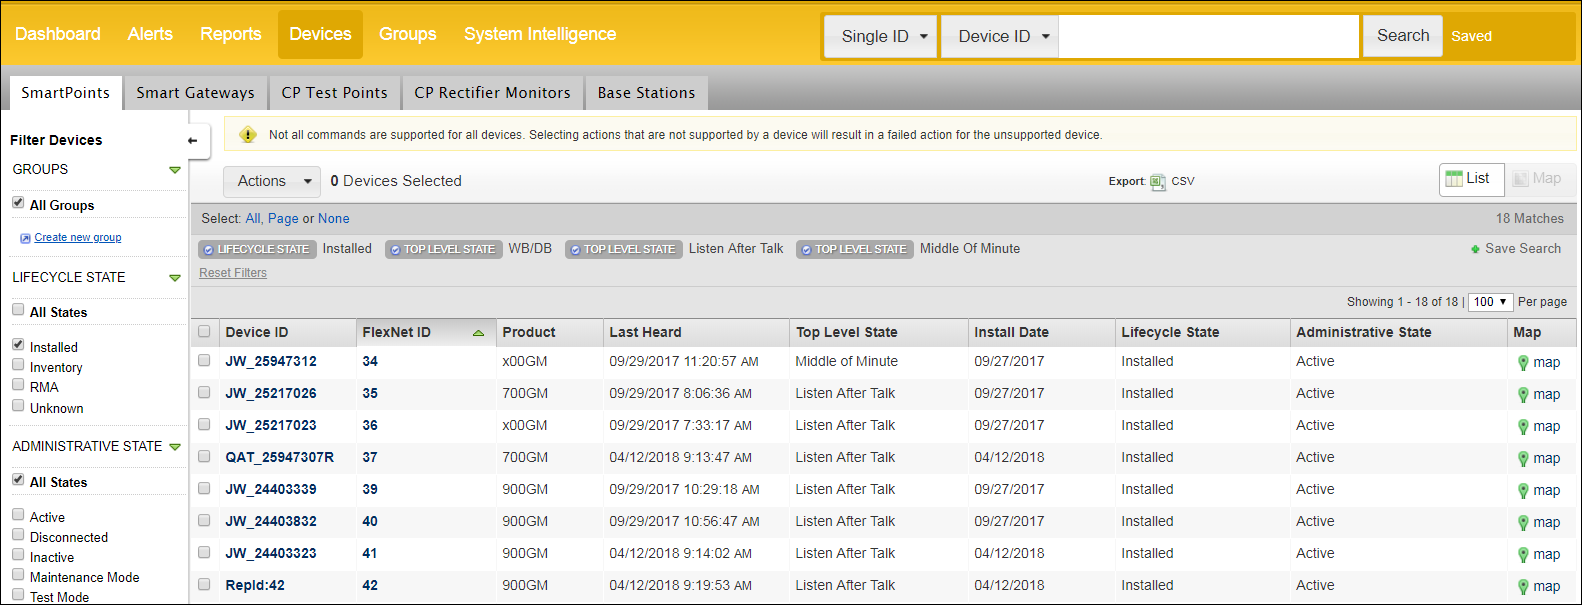 Dashboard Alerts Reports Devices Groups System Intelligence Single ID Device ID Search Saved
SmartPoints Smart Gateways CP Test Points CP Rectifier Monitors Base Stations
Filter Devices
GROUPS
All Groups
Create new group
LIFECYCLE STATE
All States
Installed
Inventory
RMA
Unknown
ADMINISTRATIVE STATE
All States
Active
Disconnected
Inactive
Maintenance Mode
Test Mode
Not all commands are supported for all devices. Selecting actions that are not supported by a device will result in a failed action for the unsupported device.
Actions 0 Devices Selected Export: CSV List Map
Select: All, Page or None 18 Matches
LIFECYCLE STATE Installed TOP LEVEL STATE WB/DB TOP LEVEL STATE Listen After Talk TOP LEVEL STATE Middle Of Minute Save Search
Reset Filters
Showing 1 - 18 of 18 | 100 Per page
Device ID FlexNet ID Product Last Heard Top Level State Install Date Lifecycle State Administrative State Map
JW_25947312 34 x00GM 09/29/2017 11:20:57 AM Middle of Minute 09/27/2017 Installed Active map
JW_25217026 35 700GM 09/29/2017 8:06:36 AM Listen After Talk 09/27/2017 Installed Active map
JW_25217023 36 x00GM 09/29/2017 7:33:17 AM Listen After Talk 09/27/2017 Installed Active map
QAT_25947307R 37 700GM 04/12/2018 9:13:47 AM Listen After Talk 04/12/2018 Installed Active map
JW_24403339 39 900GM 09/29/2017 10:29:18 AM Listen After Talk 09/27/2017 Installed Active map
JW_24403832 40 900GM 09/29/2017 10:56:47 AM Listen After Talk 09/27/2017 Installed Active map
JW_24403323 41 900GM 04/12/2018 9:14:02 AM Listen After Talk 04/12/2018 Installed Active map
RepId:42 42 900GM 04/12/2018 9:19:53 AM Listen After Talk 04/12/2018 Installed Active map